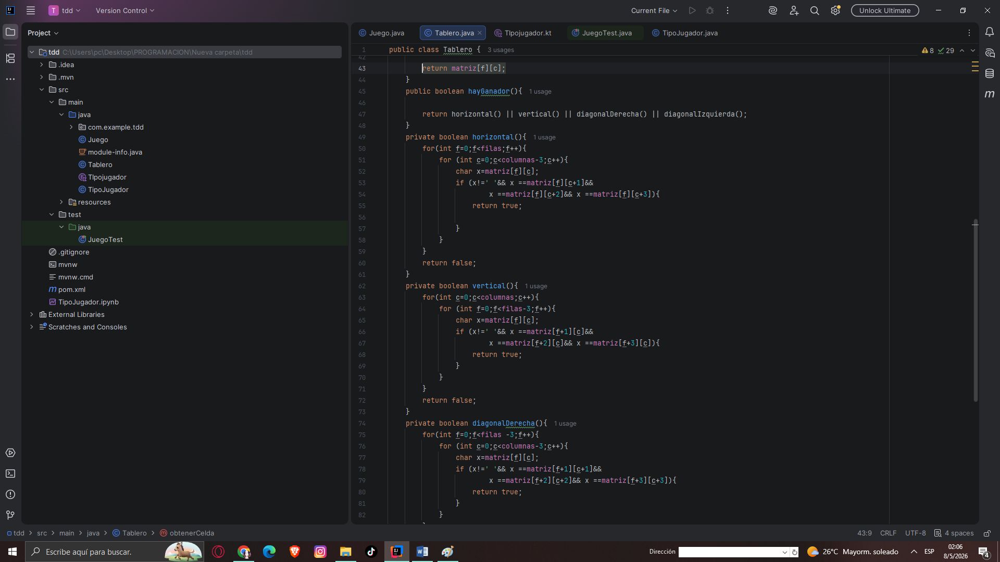 T tdd Version Control Current File Unlock Ultimate
Project
Juego.java Tablero.java TIpojugador.kt JuegoTest.java TipoJugador.java
tdd C:\Users\pc\Desktop\PROGRAMACION\Nueva carpeta\tdd
.idea
.mvn
src
main
java
com.example.tdd
Juego
module-info.java
Tablero
TIpojugador
TipoJugador
resources
test
java
JuegoTest
.gitignore
mvnw
mvnw.cmd
m pom.xml
TipoJugador.ipynb
External Libraries
Scratches and Consoles
1 public class Tablero { 3 usages 8 29
42
43 return matriz[f][c];
44 }
45 public boolean hayGanador(){ 1 usage
46
47 return horizontal() || vertical() || diagonalDerecha() || diagonalIzquierda();
48 }
49 private boolean horizontal(){ 1 usage
50 for(int f=0;f<filas;f++){
51 for (int c=0;c<columnas-3;c++){
52 char x=matriz[f][c];
53 if (x!=' '&& x ==matriz[f][c+1]&&
54 x ==matriz[f][c+2]&& x ==matriz[f][c+3]){
55 return true;
56
57 }
58 }
59 }
60 return false;
61 }
62 private boolean vertical(){ 1 usage
63 for(int c=0;c<columnas;c++){
64 for (int f=0;f<filas-3;f++){
65 char x=matriz[f][c];
66 if (x!=' '&& x ==matriz[f+1][c]&&
67 x ==matriz[f+2][c]&& x ==matriz[f+3][c]){
68 return true;
69 }
70 }
71 }
72 return false;
73 }
74 private boolean diagonalDerecha(){ 1 usage
75 for(int f=0;f<filas -3;f++){
76 for (int c=0;c<columnas-3;c++){
77 char x=matriz[f][c];
78 if (x!=' '&& x ==matriz[f+1][c+1]&&
79 x ==matriz[f+2][c+2]&& x ==matriz[f+3][c+3]){
80 return true;
81 }
82 }
tdd > src > main > java > Tablero > obtenerCelda 43:9 CRLF UTF-8 4 spaces
Escribe aquí para buscar. Dirección 26°C Mayorm. soleado ESP 02:06
8/5/2026 4